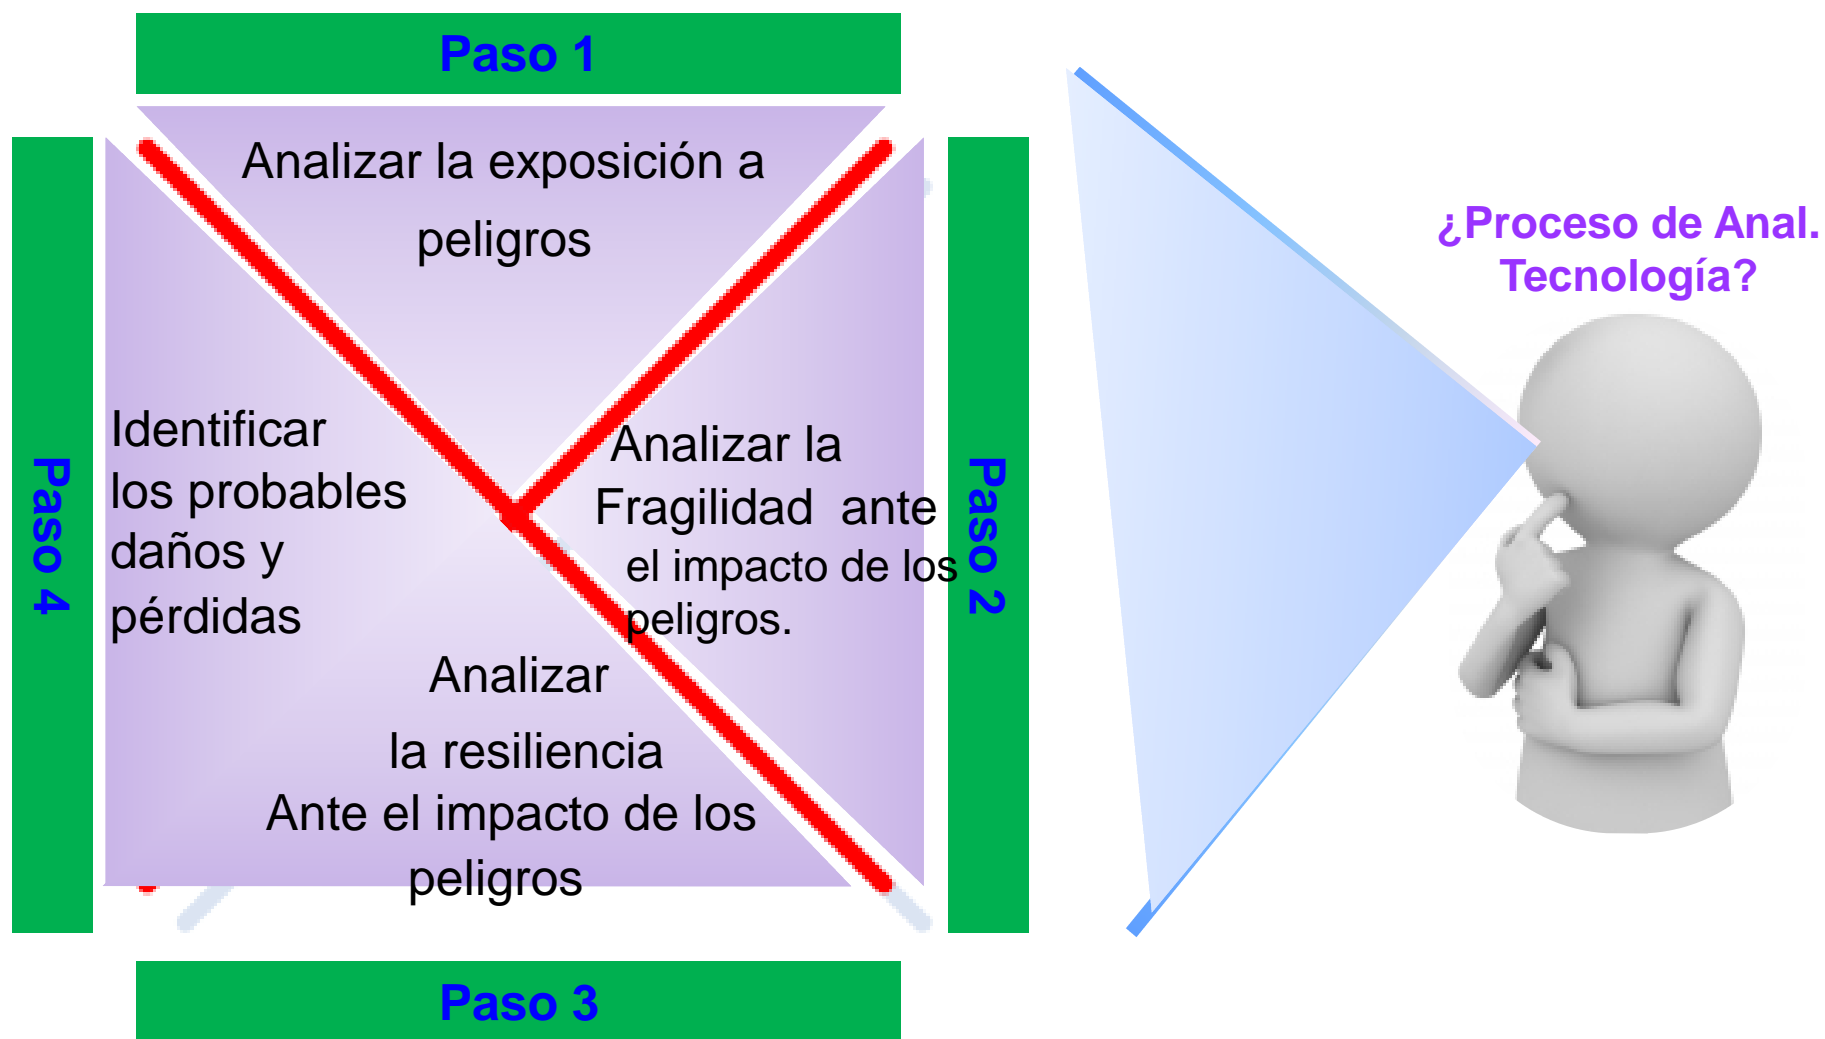 Paso 1
Analizar la exposición a
peligros
Paso 2
Analizar la
Fragilidad ante
el impacto de los
peligros.
Paso 3
Analizar
la resiliencia
Ante el impacto de los
peligros
Paso 4
Identificar
los probables
daños y
pérdidas
¿Proceso de Anal.
Tecnología?